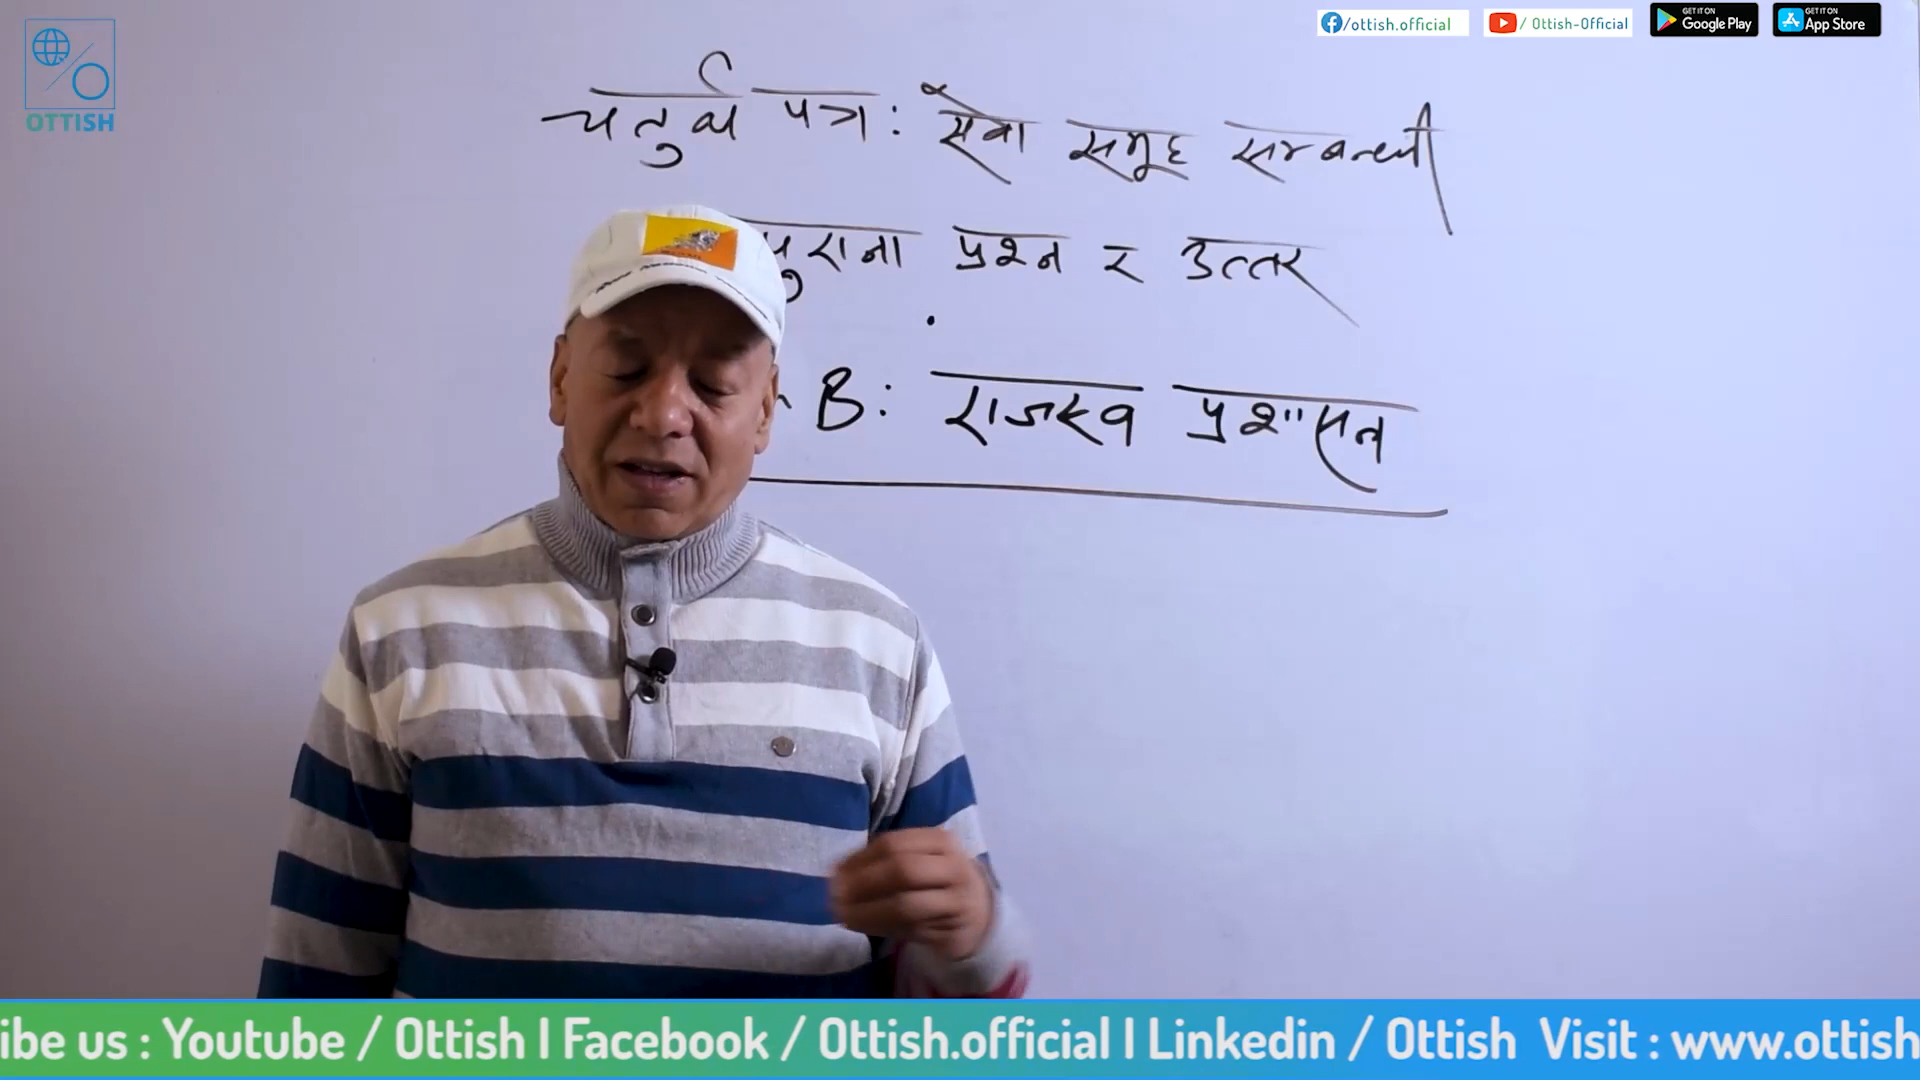 OTTISH
/ottish.official
/ Ottish-Official
GET IT ON Google Play
GET IT ON App Store
चतुर्थ पत्र: सेवा समूह सम्बन्धी
पुराना प्रश्न र उत्तर
B: राजस्व प्रशासन
ibe us : Youtube / Ottish I Facebook / Ottish.official I Linkedin / Ottish Visit : www.ottish